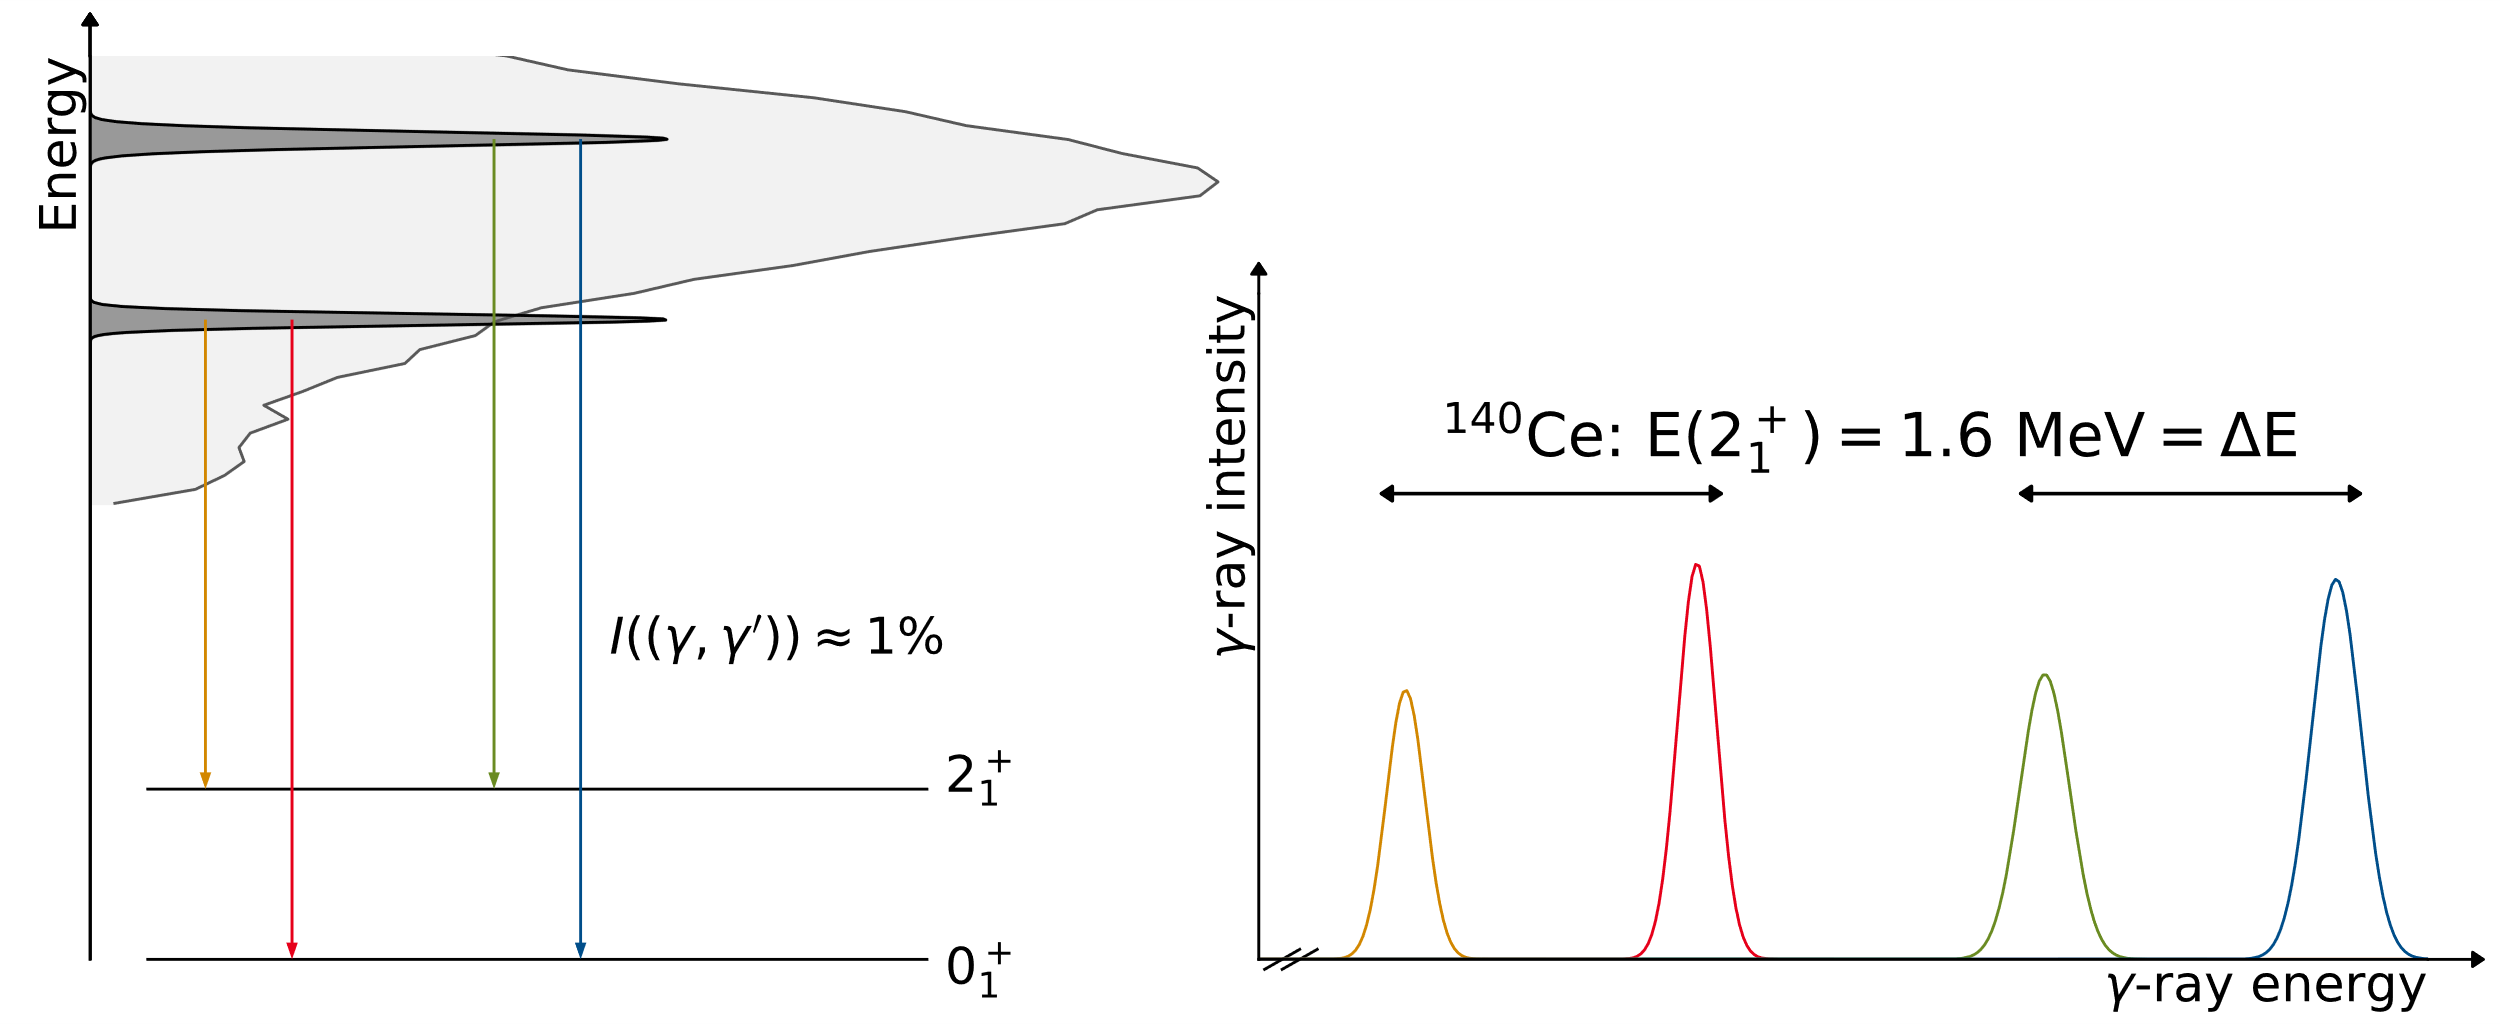 Energy
I((γ, γ′)) ≈ 1%
2₁⁺
0₁⁺
γ-ray intensity
¹⁴⁰Ce: E(2₁⁺) = 1.6 MeV = ΔE
γ-ray energy